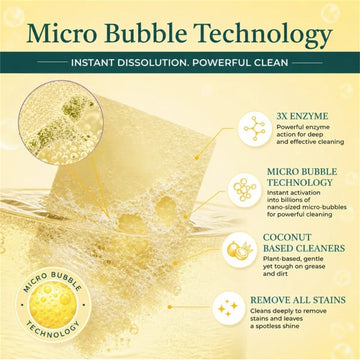 Micro Bubble Technology
INSTANT DISSOLUTION. POWERFUL CLEAN
3X ENZYME
Powerful enzyme
action for deep
and effective cleaning
MICRO BUBBLE
TECHNOLOGY
Instant activation
into billions of
nano-sized micro-bubbles
for powerful cleaning
COCONUT
BASED CLEANERS
Plant-based, gentle
yet tough on grease
and dirt
REMOVE ALL STAINS
Cleans deeply to remove
stains and leaves
a spotless shine
MICRO BUBBLE
TECHNOLOGY